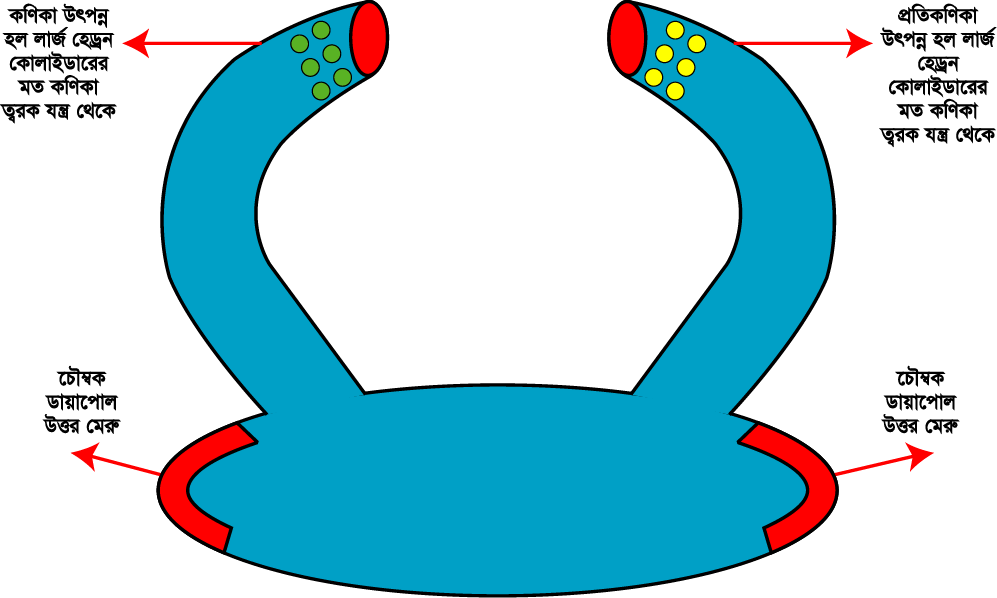 কণিকা উৎপন্ন
হল লার্জ হেড্রন
কোলাইডারের
মত কণিকা
ত্বরক যন্ত্র থেকে
প্রতিকণিকা
উৎপন্ন হল লার্জ
হেড্রন
কোলাইডারের
মত কণিকা
ত্বরক যন্ত্র থেকে
চৌম্বক
ডায়াপোল
উত্তর মেরু
চৌম্বক
ডায়াপোল
উত্তর মেরু